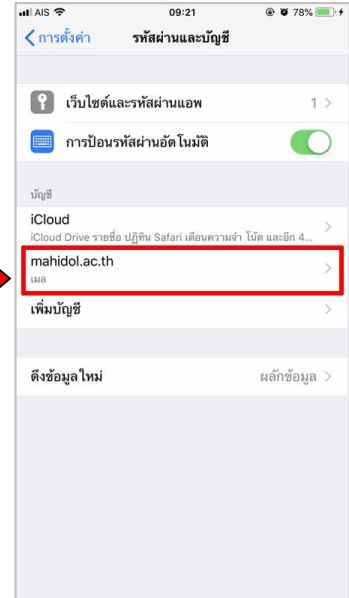 AIS 09:21 78%
การตั้งค่า รหัสผ่านและบัญชี
เว็บไซต์และรหัสผ่านแอพ 1
การป้อนรหัสผ่านอัตโนมัติ
บัญชี
iCloud
iCloud Drive รายชื่อ ปฏิทิน Safari เตือนความจำ โน้ต และอีก 4...
mahidol.ac.th
เมล
เพิ่มบัญชี
ดึงข้อมูลใหม่ ผลักข้อมูล